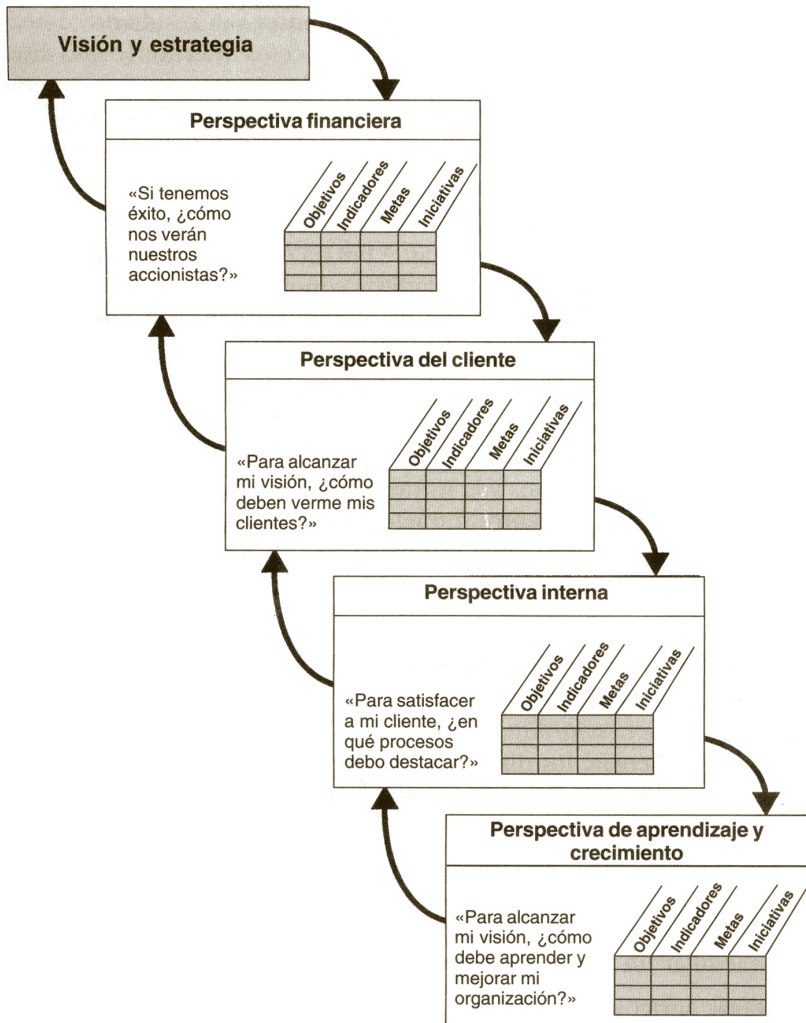 Visión y estrategia
Perspectiva financiera
«Si tenemos
éxito, ¿cómo
nos verán
nuestros
accionistas?»
Objetivos
Indicadores
Metas
Iniciativas
Perspectiva del cliente
«Para alcanzar
mi visión, ¿cómo
deben verme mis
clientes?»
Objetivos
Indicadores
Metas
Iniciativas
Perspectiva interna
«Para satisfacer
a mi cliente, ¿en
qué procesos
debo destacar?»
Objetivos
Indicadores
Metas
Iniciativas
Perspectiva de aprendizaje y
crecimiento
«Para alcanzar
mi visión, ¿cómo
debe aprender y
mejorar mi
organización?»
Objetivos
Indicadores
Metas
Iniciativas